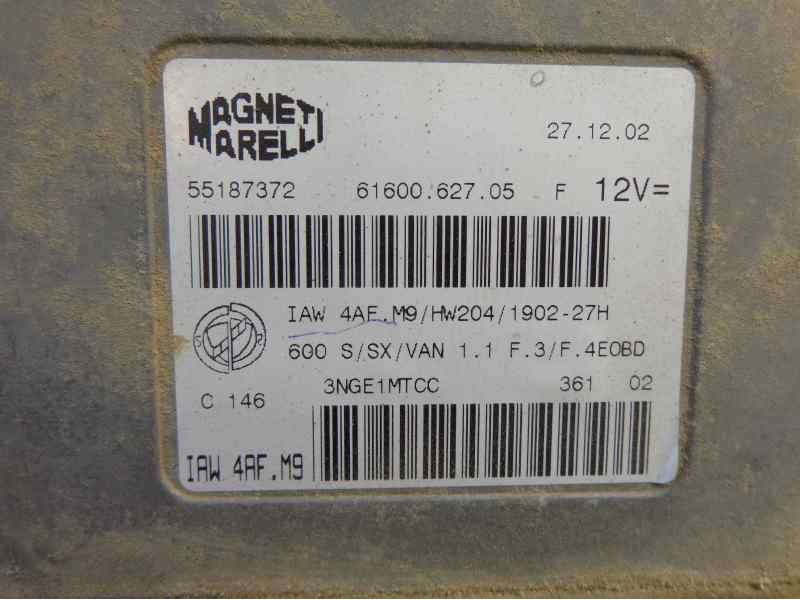 MAGNETI
MARELLI
27.12.02
55187372 61600.627.05 F 12V=
IAW 4AF.M9/HW204/1902-27H
S R
600 S/SX/VAN 1.1 F.3/F.4EOBD
3NGE1MTCC 361 02
C 146
IAW 4AF.M9